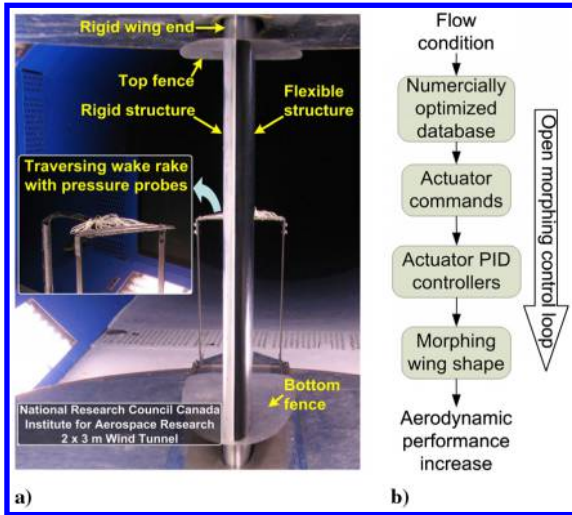 Rigid wing end
Top fence
Flexible
structure
Rigid structure
Traversing wake rake
with pressure probes
Bottom
fence
National Research Council Canada
Institute for Aerospace Research
2 x 3 m Wind Tunnel
a)
Flow
condition
Numercially
optimized
database
Actuator
commands
Actuator PID
controllers
Morphing
wing shape
Aerodynamic
performance
increase
Open morphing control loop
b)